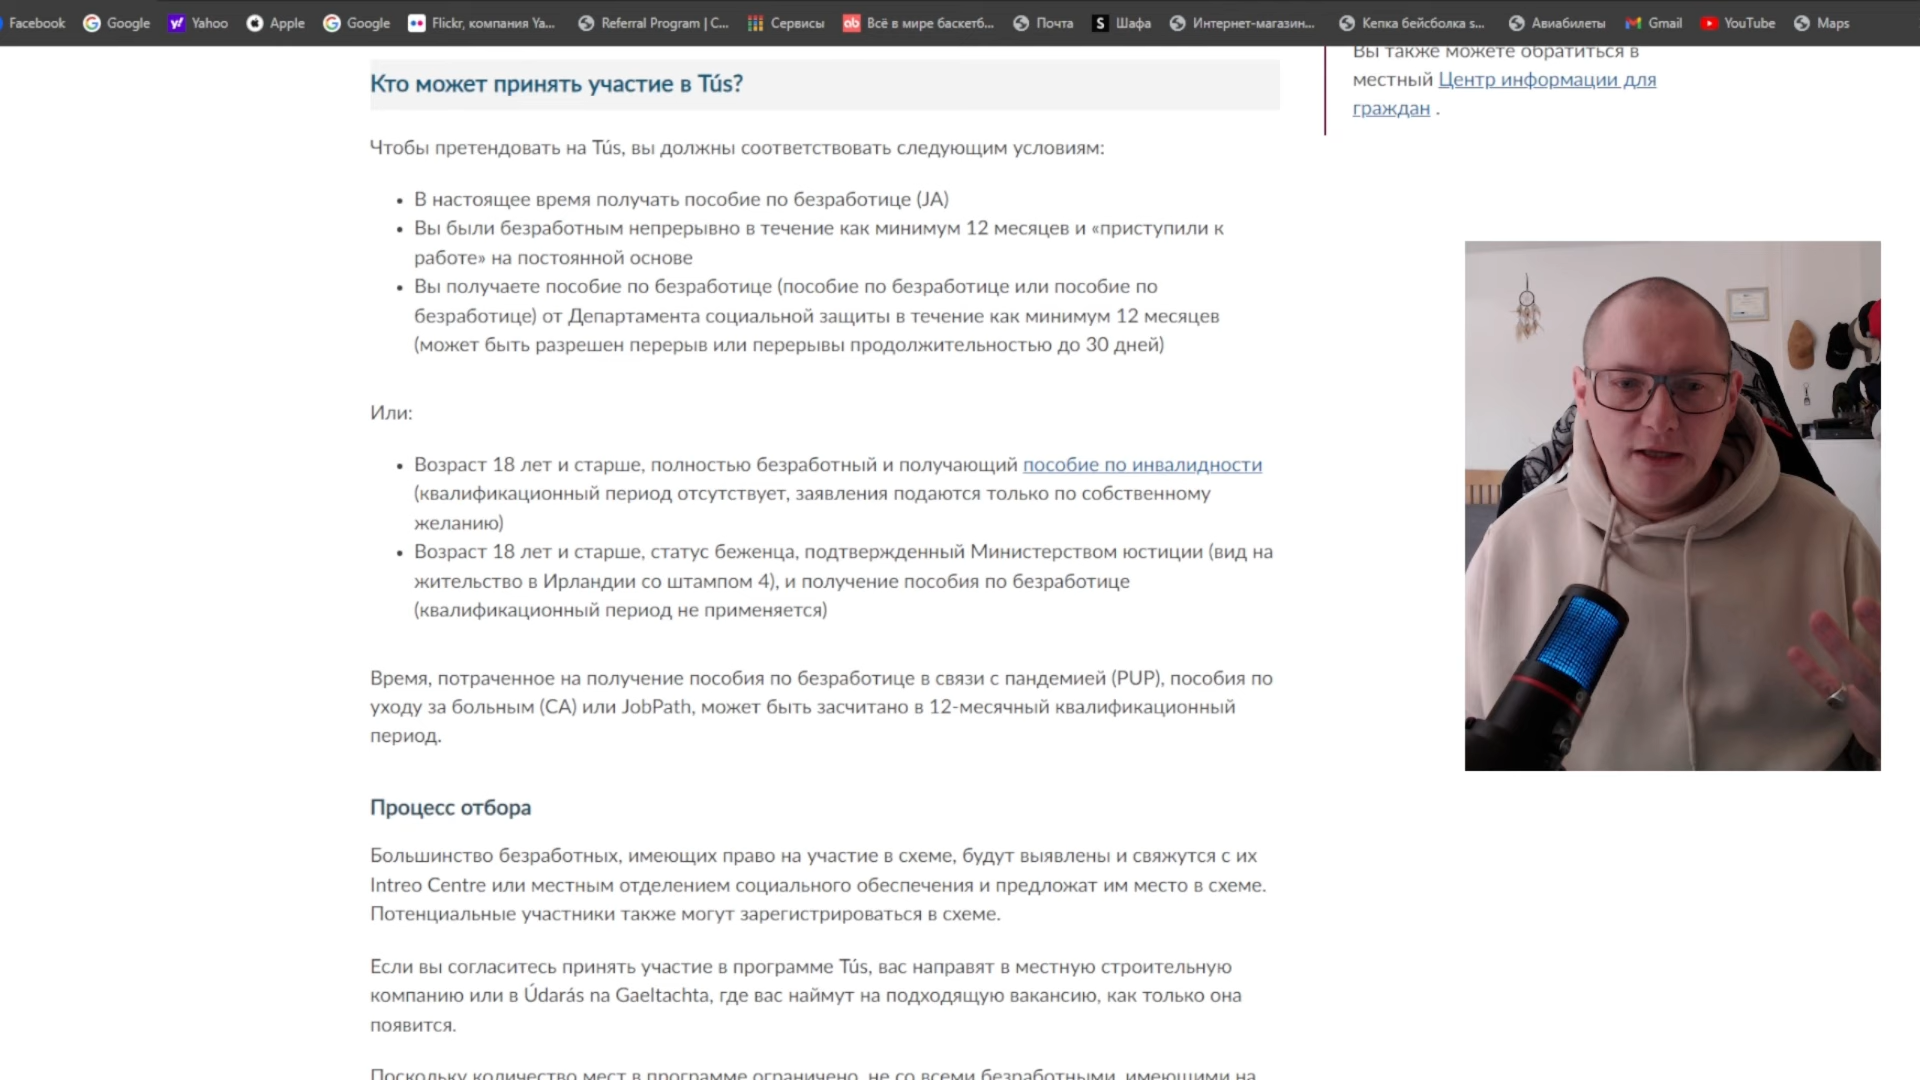 Facebook
Google
Yahoo
Apple
Google
Flickr, компания Ya...
Referral Program | C...
Сервисы
Всё в мире баскетб...
Почта
Шафа
Интернет-магазин...
Кепка бейсболка s...
Авиабилеты
Gmail
YouTube
Maps
Вы также можете обратиться в
местный Центр информации для
граждан .
Кто может принять участие в Tús?
Чтобы претендовать на Tús, вы должны соответствовать следующим условиям:
• В настоящее время получать пособие по безработице (JA)
• Вы были безработным непрерывно в течение как минимум 12 месяцев и «приступили к
работе» на постоянной основе
• Вы получаете пособие по безработице (пособие по безработице или пособие по
безработице) от Департамента социальной защиты в течение как минимум 12 месяцев
(может быть разрешен перерыв или перерывы продолжительностью до 30 дней)
Или:
• Возраст 18 лет и старше, полностью безработный и получающий пособие по инвалидности
(квалификационный период отсутствует, заявления подаются только по собственному
желанию)
• Возраст 18 лет и старше, статус беженца, подтвержденный Министерством юстиции (вид на
жительство в Ирландии со штампом 4), и получение пособия по безработице
(квалификационный период не применяется)
Время, потраченное на получение пособия по безработице в связи с пандемией (PUP), пособия по
уходу за больным (CA) или JobPath, может быть засчитано в 12-месячный квалификационный
период.
Процесс отбора
Большинство безработных, имеющих право на участие в схеме, будут выявлены и свяжутся с их
Intreo Centre или местным отделением социального обеспечения и предложат им место в схеме.
Потенциальные участники также могут зарегистрироваться в схеме.
Если вы согласитесь принять участие в программе Tús, вас направят в местную строительную
компанию или в Údarás na Gaeltachta, где вас наймут на подходящую вакансию, как только она
появится.
Поскольку количество мест в программе ограничено, не со всеми безработными, имеющими на